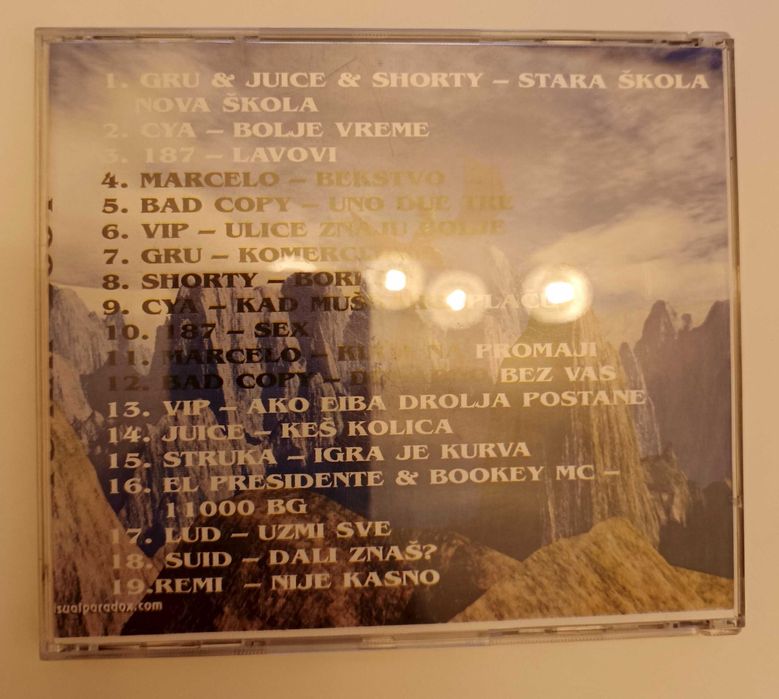 1. GRU & JUICE & SHORTY – STARA ŠKOLA
NOVA ŠKOLA
2. CYA – BOLJE VREME
3. 187 – LAVOVI
4. MARCELO – BEKSTVO
5. BAD COPY – UNO DUE TRE
6. VIP – ULICE ZNAJU BOLJE
7. GRU –
8. SHORTY –
9. CYA – KAD
10. 187 – SEX
11. MARCELO – NA PROMAJI
12. BAD COPY – BEZ VAS
13. VIP – AKO EIBA DROLJA POSTANE
14. JUICE – KEŠ KOLICA
15. STRUKA – IGRA JE KURVA
16. EL PRESIDENTE & BOOKEY MC –
11000 BG
17. LUD – UZMI SVE
18. SUID – DALI ZNAŠ?
19.REMI – NIJE KASNO
sualparadox.com